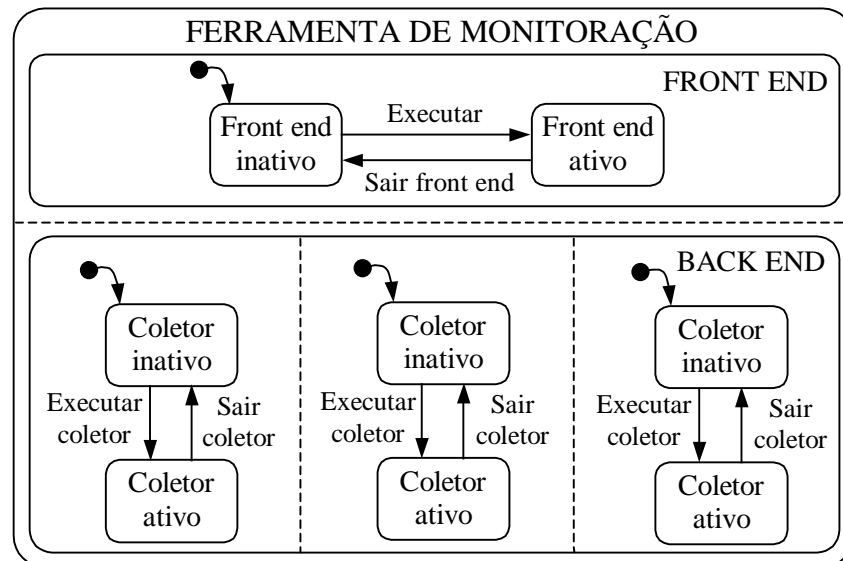 FERRAMENTA DE MONITORAÇÃO
FRONT END
Front end
inativo
Executar
Front end
ativo
Sair front end
BACK END
Coletor
inativo
Executar
coletor
Sair
coletor
Coletor
ativo
Coletor
inativo
Executar
coletor
Sair
coletor
Coletor
ativo
Coletor
inativo
Executar
coletor
Sair
coletor
Coletor
ativo